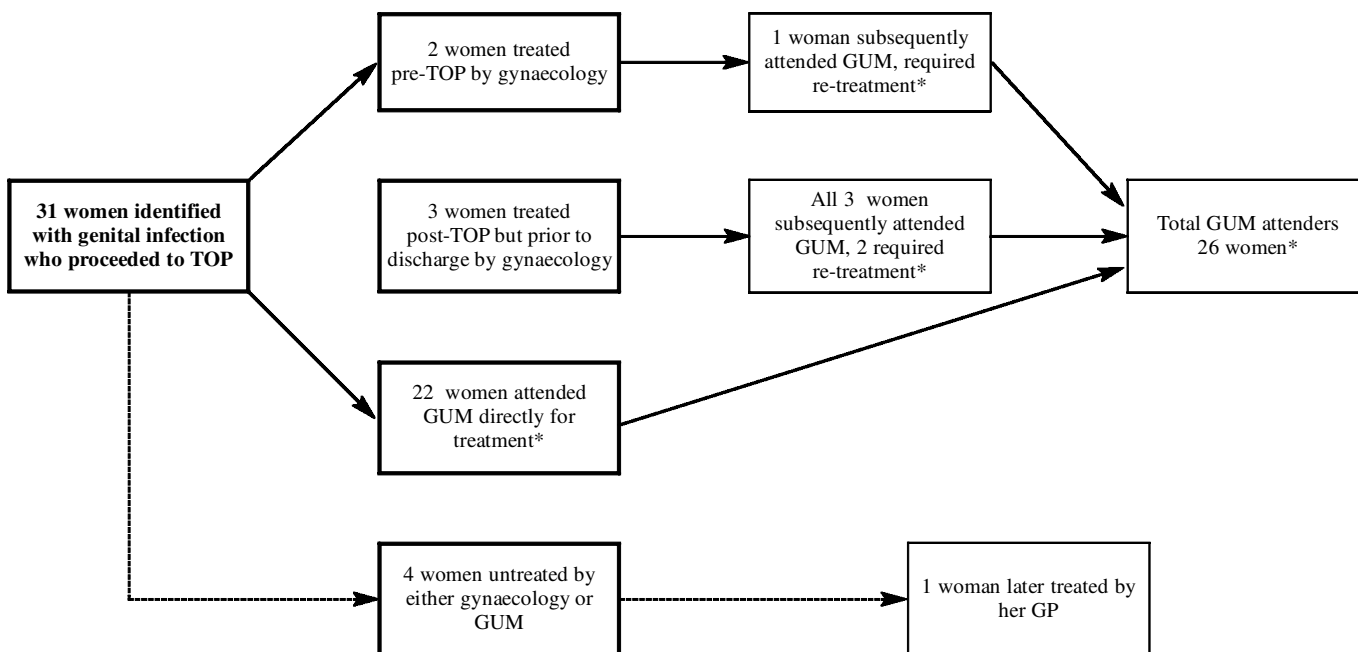 2 women treated
pre-TOP by gynaecology
1 woman subsequently
attended GUM, required
re-treatment*
31 women identified
with genital infection
who proceeded to TOP
3 women treated
post-TOP but prior to
discharge by gynaecology
All 3 women
subsequently attended
GUM, 2 required
re-treatment*
Total GUM attenders
26 women*
22 women attended
GUM directly for
treatment*
4 women untreated by
either gynaecology or
GUM
1 woman later treated by
her GP